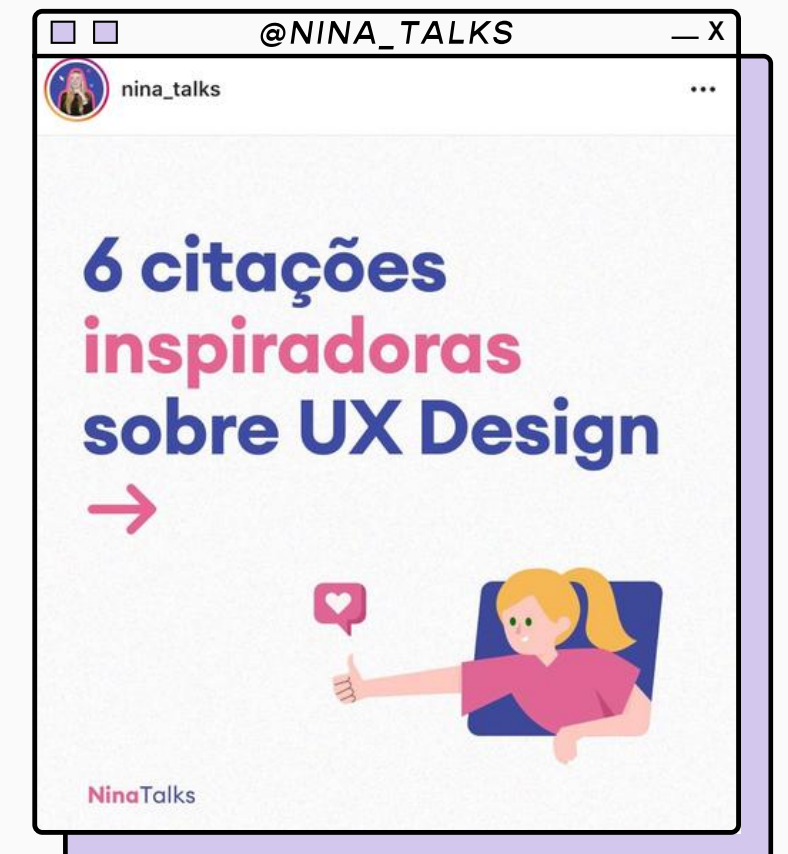 @NINA_TALKS
X
nina_talks
6 citações
inspiradoras
sobre UX Design
NinaTalks